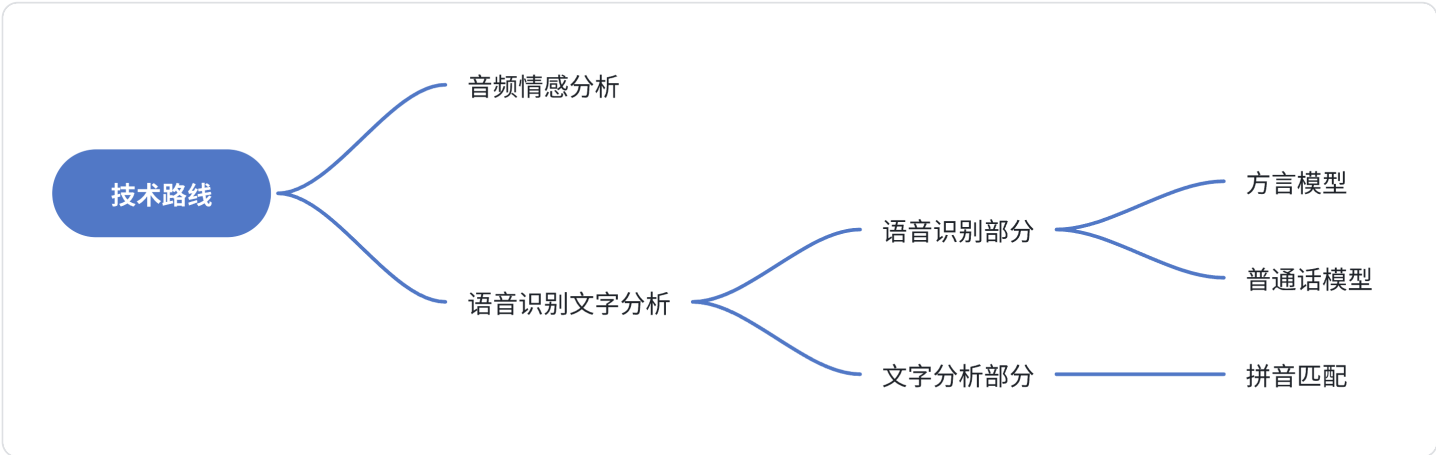 技术路线
音频情感分析
语音识别文字分析
语音识别部分
方言模型
普通话模型
文字分析部分
拼音匹配